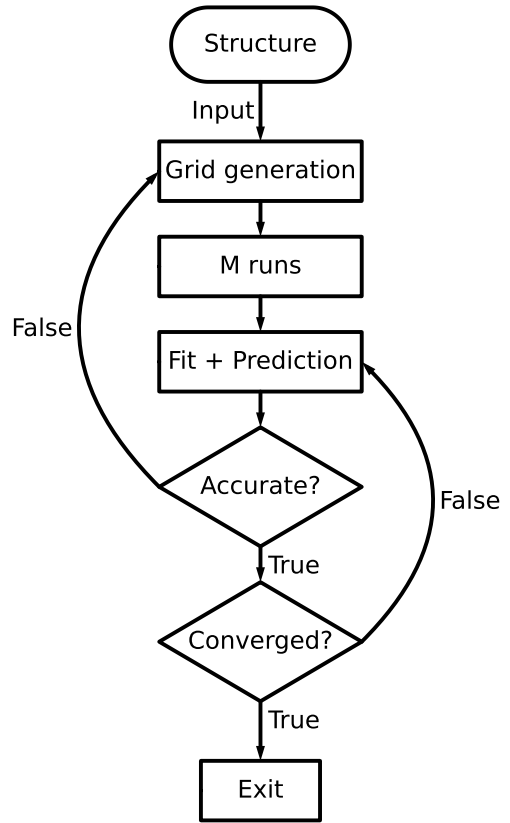 Structure
Input
Grid generation
M runs
False
Fit + Prediction
Accurate?
False
True
Converged?
True
Exit